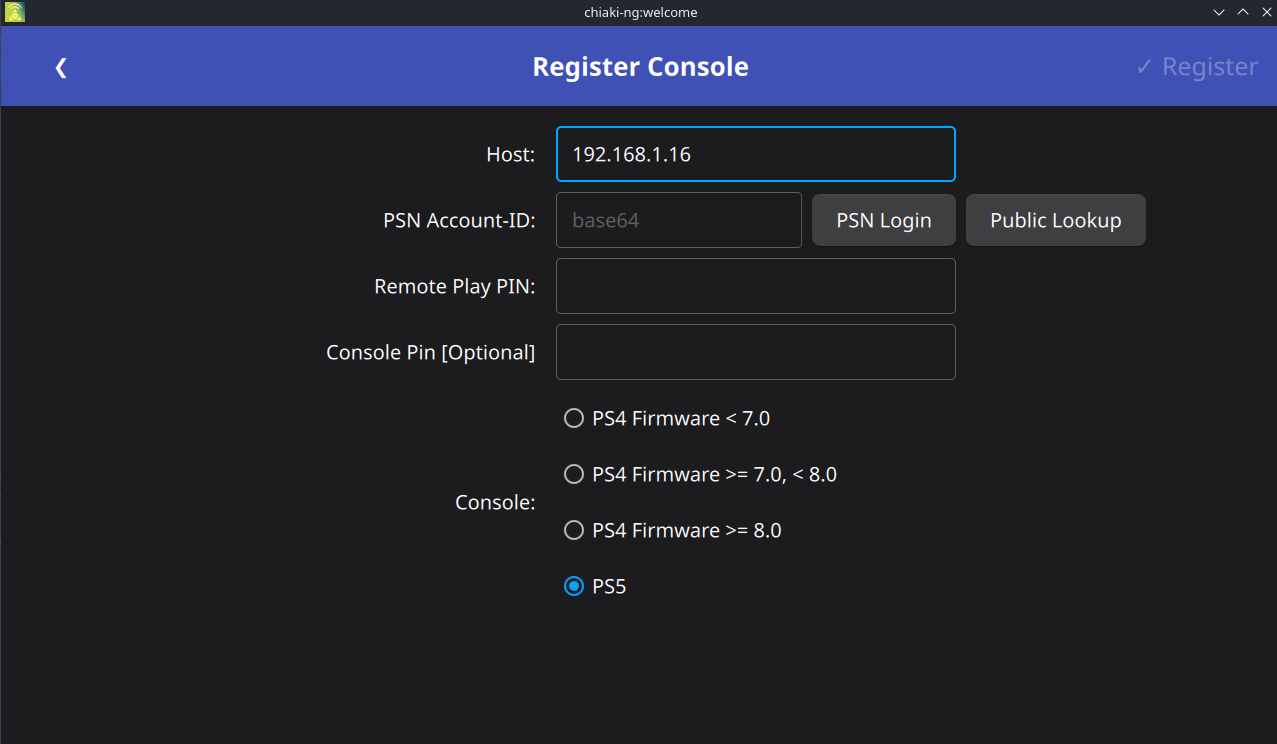 chiaki-ng:welcome
❮ Register Console ✓ Register
Host: 192.168.1.16
PSN Account-ID: base64 PSN Login Public Lookup
Remote Play PIN:
Console Pin [Optional]
PS4 Firmware < 7.0
PS4 Firmware >= 7.0, < 8.0
Console:
PS4 Firmware >= 8.0
PS5